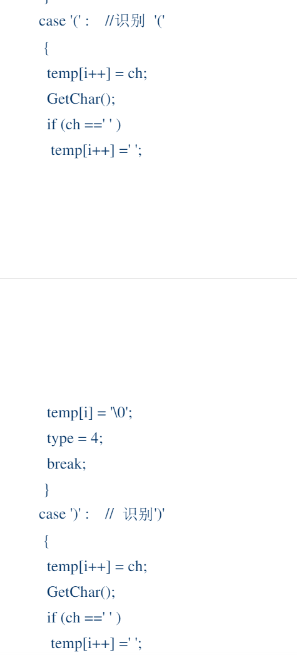 }
case '(' :    //识别  '('
{
temp[i++] = ch;
GetChar();
if (ch ==' ' )
temp[i++] =' ';
temp[i] = '\0';
type = 4;
break;
}
case ')' :    //  识别')'
{
temp[i++] = ch;
GetChar();
if (ch ==' ' )
temp[i++] =' ';